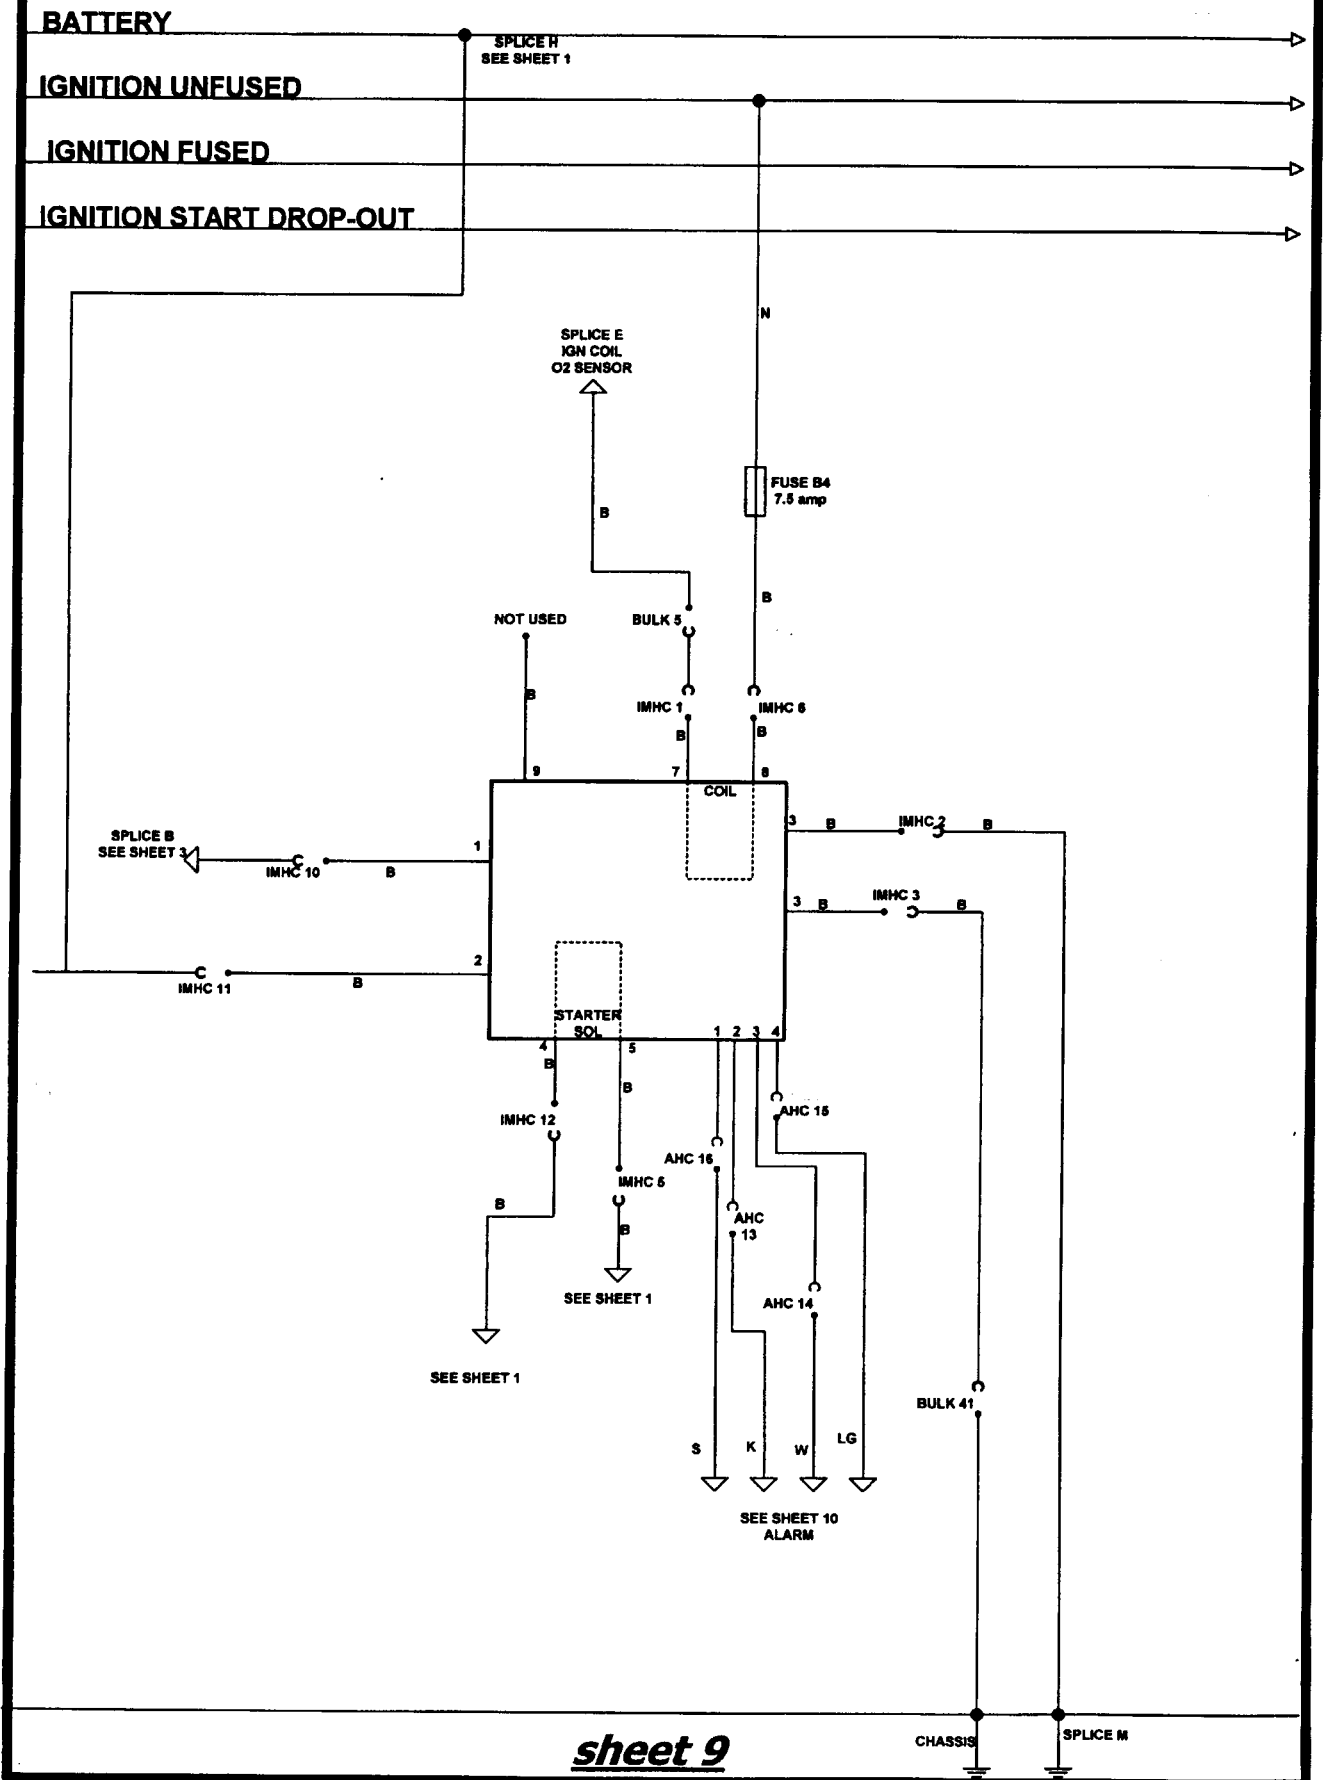 BATTERY
SPLICE H
SEE SHEET 1
IGNITION UNFUSED
IGNITION FUSED
IGNITION START DROP-OUT
N
SPLICE E
IGN COIL
O2 SENSOR
FUSE B4
7.5 amp
B
B
NOT USED
BULK 5
B
IMHC 1
IMHC 6
B
B
9
7
8
COIL
SPLICE B
SEE SHEET 3
IMHC 10
B
1
3
B
IMHC 2
B
3
B
IMHC 3
B
2
IMHC 11
B
STARTER
SOL
4
5
1
2
3
4
B
B
IMHC 12
AHC 15
AHC 16
IMHC 5
B
B
AHC
13
SEE SHEET 1
AHC 14
SEE SHEET 1
BULK 41
S
K
W
LG
SEE SHEET 10
ALARM
sheet 9
CHASSIS
SPLICE M